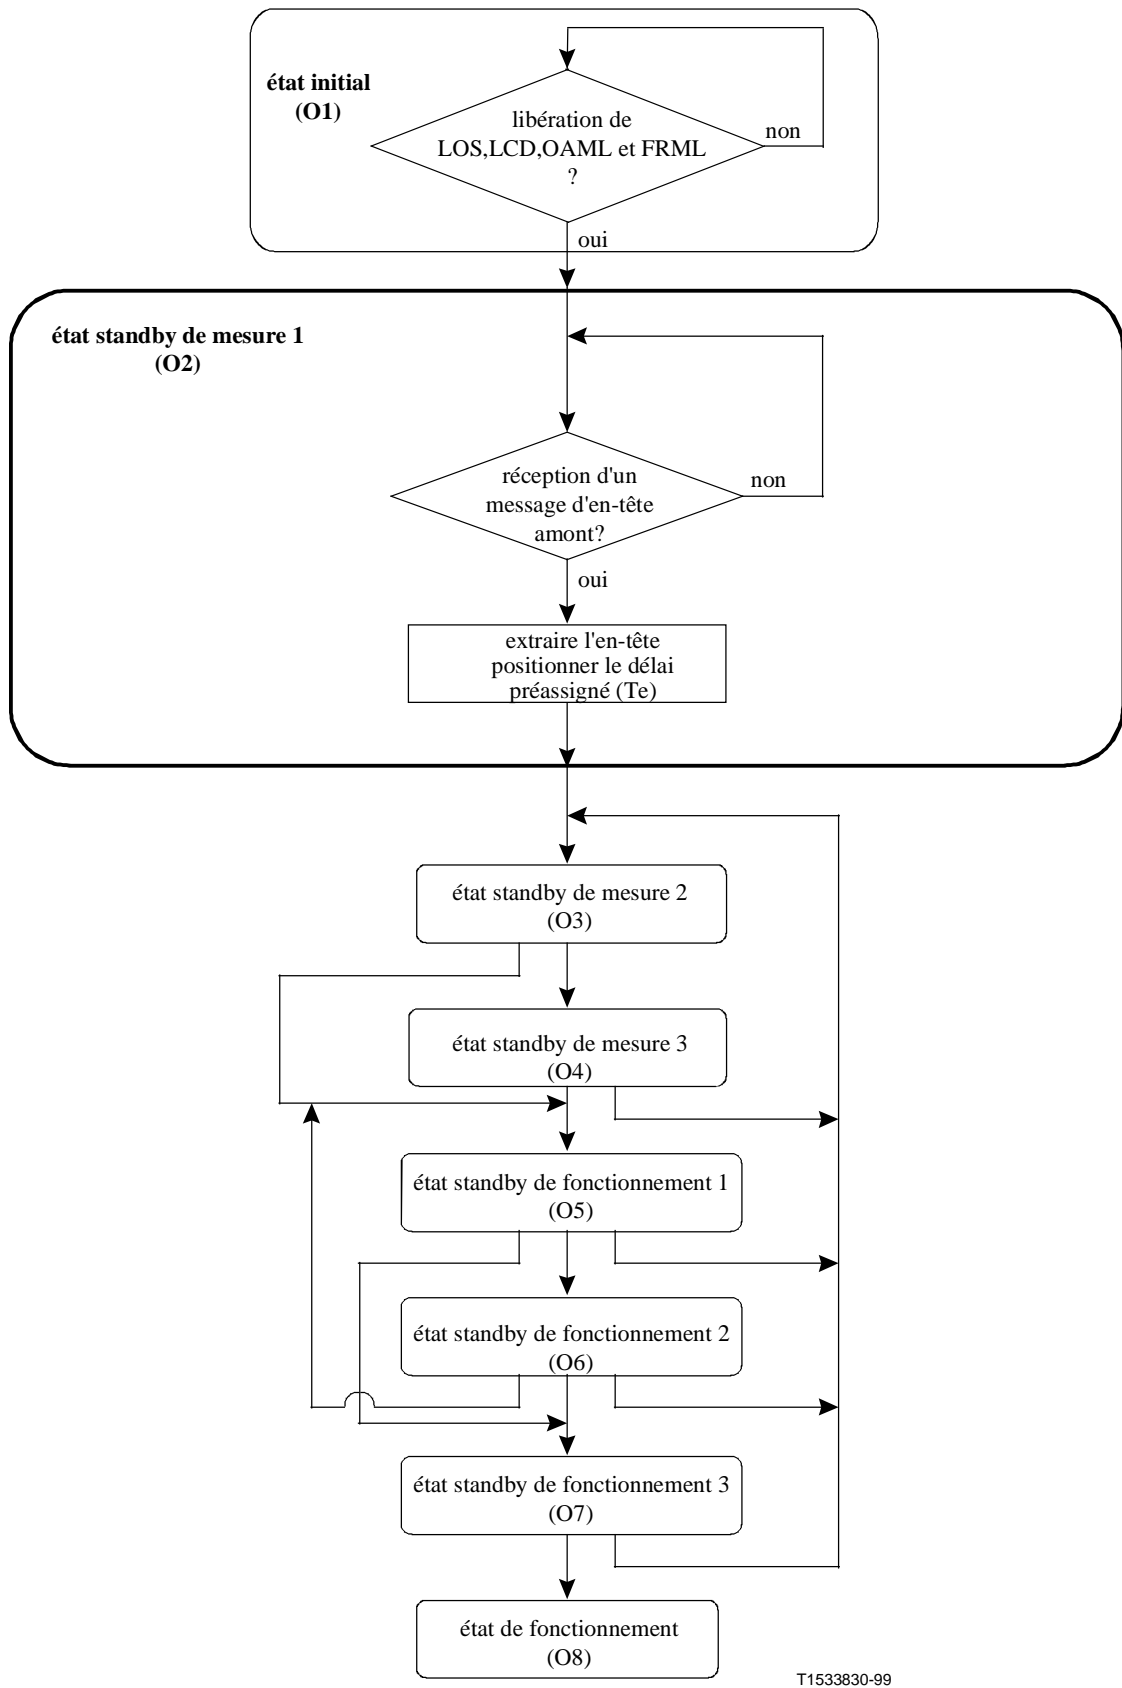 état initial
(O1)
libération de
LOS,LCD,OAML et FRML
?
non
oui
état standby de mesure 1
(O2)
réception d'un
message d'en-tête
amont?
non
oui
extraire l'en-tête
positionner le délai
préassigné (Te)
état standby de mesure 2
(O3)
état standby de mesure 3
(O4)
état standby de fonctionnement 1
(O5)
état standby de fonctionnement 2
(O6)
état standby de fonctionnement 3
(O7)
état de fonctionnement
(O8)
T1533830-99